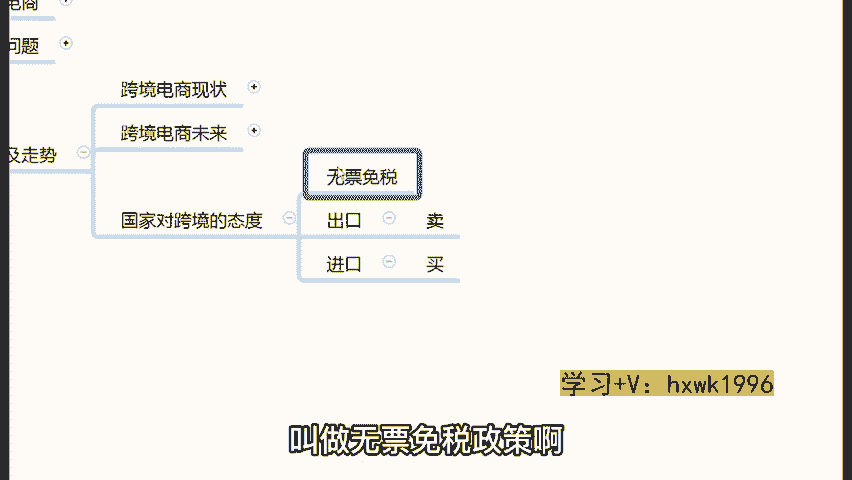 电商
问题
跨境电商现状
跨境电商未来
及走势
无票免税
国家对跨境的态度
出口
卖
进口
买
学习+V：hxwk1996
叫做无票免税政策啊